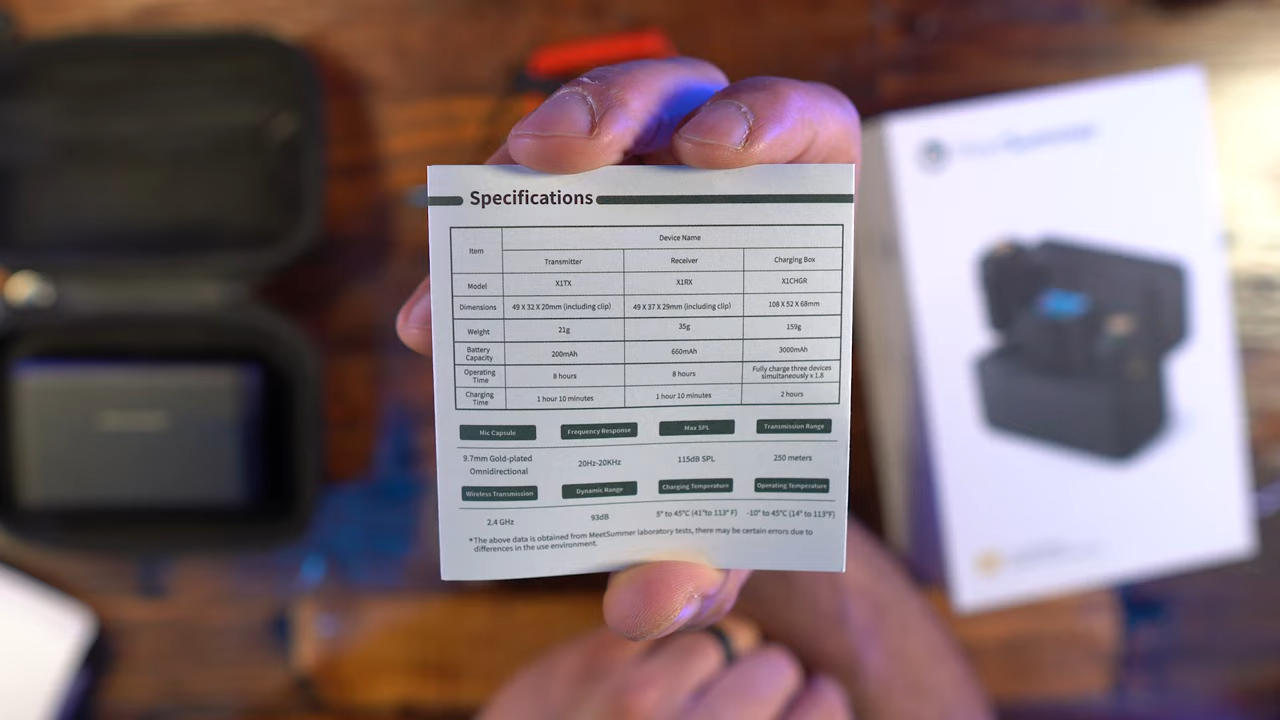 Specifications
Item
Device Name
Transmitter Receiver Charging Box
Model X1TX X1RX X1CHGR
Dimensions 49 X 32 X 20mm (including clip) 49 X 37 X 29mm (including clip) 108 X 52 X 68mm
Weight 21g 35g 159g
Battery
Capacity 200mAh 660mAh 3000mAh
Operating
Time 8 hours 8 hours Fully charge three devices
simultaneously x 1.8
Charging
Time 1 hour 10 minutes 1 hour 10 minutes 2 hours
Mic Capsule Frequency Response Max SPL Transmission Range
9.7mm Gold-plated
Omnidirectional 20Hz-20KHz 115dB SPL 250 meters
Wireless Transmission Dynamic Range Charging Temperature Operating Temperature
2.4 GHz 93dB 5° to 45°C (41°to 113° F) -10° to 45°C (14° to 113°F)
*The above data is obtained from MeetSummer laboratory tests, there may be certain errors due to
differences in the use environment.